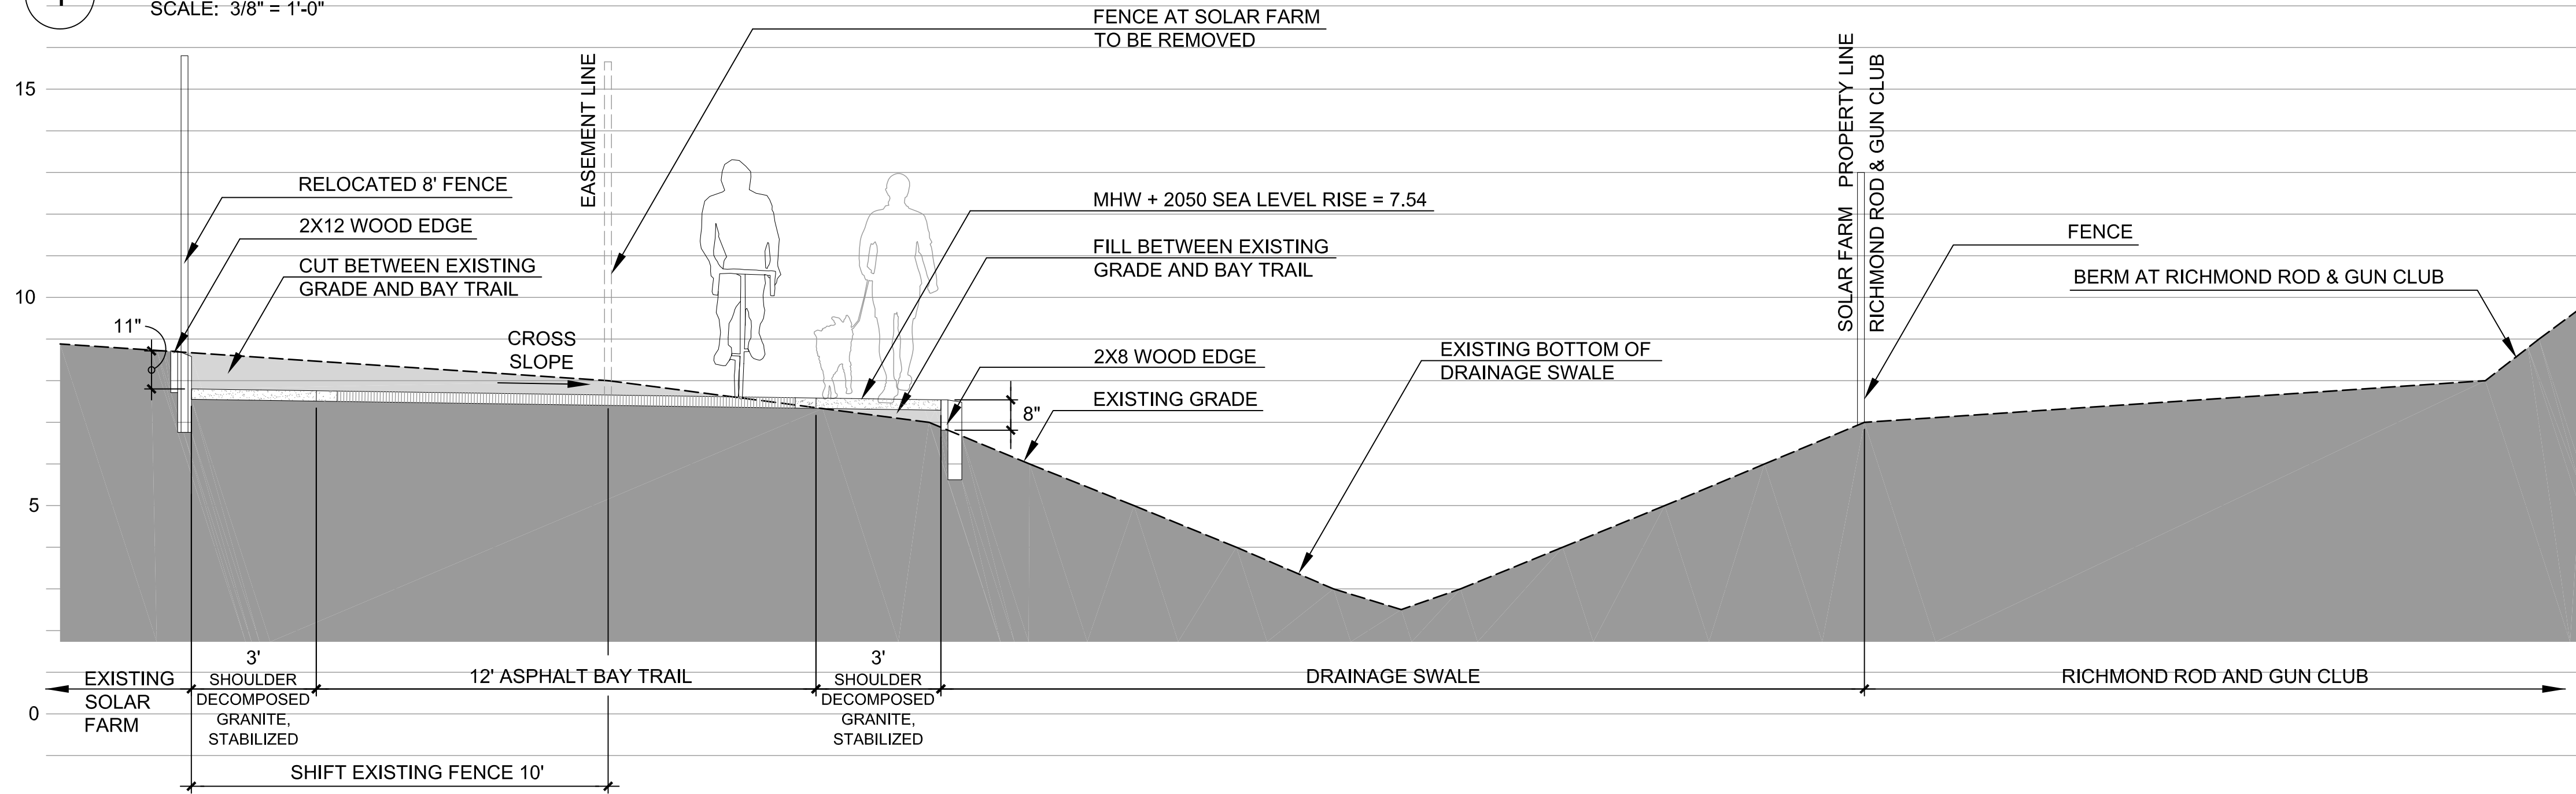 SCALE: 3/8" = 1'-0"
FENCE AT SOLAR FARM
TO BE REMOVED
15
EASEMENT LINE
SOLAR FARM PROPERTY LINE
RICHMOND ROD & GUN CLUB
RELOCATED 8' FENCE
2X12 WOOD EDGE
CUT BETWEEN EXISTING
GRADE AND BAY TRAIL
MHW + 2050 SEA LEVEL RISE = 7.54
FILL BETWEEN EXISTING
GRADE AND BAY TRAIL
FENCE
BERM AT RICHMOND ROD & GUN CLUB
10
11"
CROSS
SLOPE
2X8 WOOD EDGE
EXISTING GRADE
8"
EXISTING BOTTOM OF
DRAINAGE SWALE
5
EXISTING
SOLAR
FARM
3'
SHOULDER
DECOMPOSED
GRANITE,
STABILIZED
12' ASPHALT BAY TRAIL
3'
SHOULDER
DECOMPOSED
GRANITE,
STABILIZED
DRAINAGE SWALE
RICHMOND ROD AND GUN CLUB
0
SHIFT EXISTING FENCE 10'